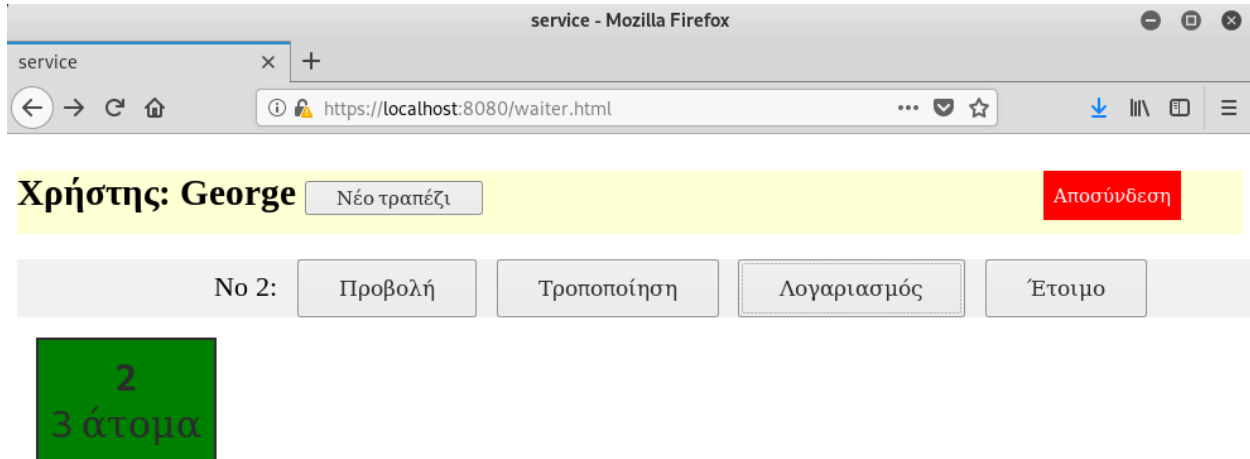 service - Mozilla Firefox
service
https://localhost:8080/waiter.html
Χρήστης: George Νέο τραπέζι Αποσύνδεση
No 2: Προβολή Τροποποίηση Λογαριασμός Έτοιμο
2
3 άτομα